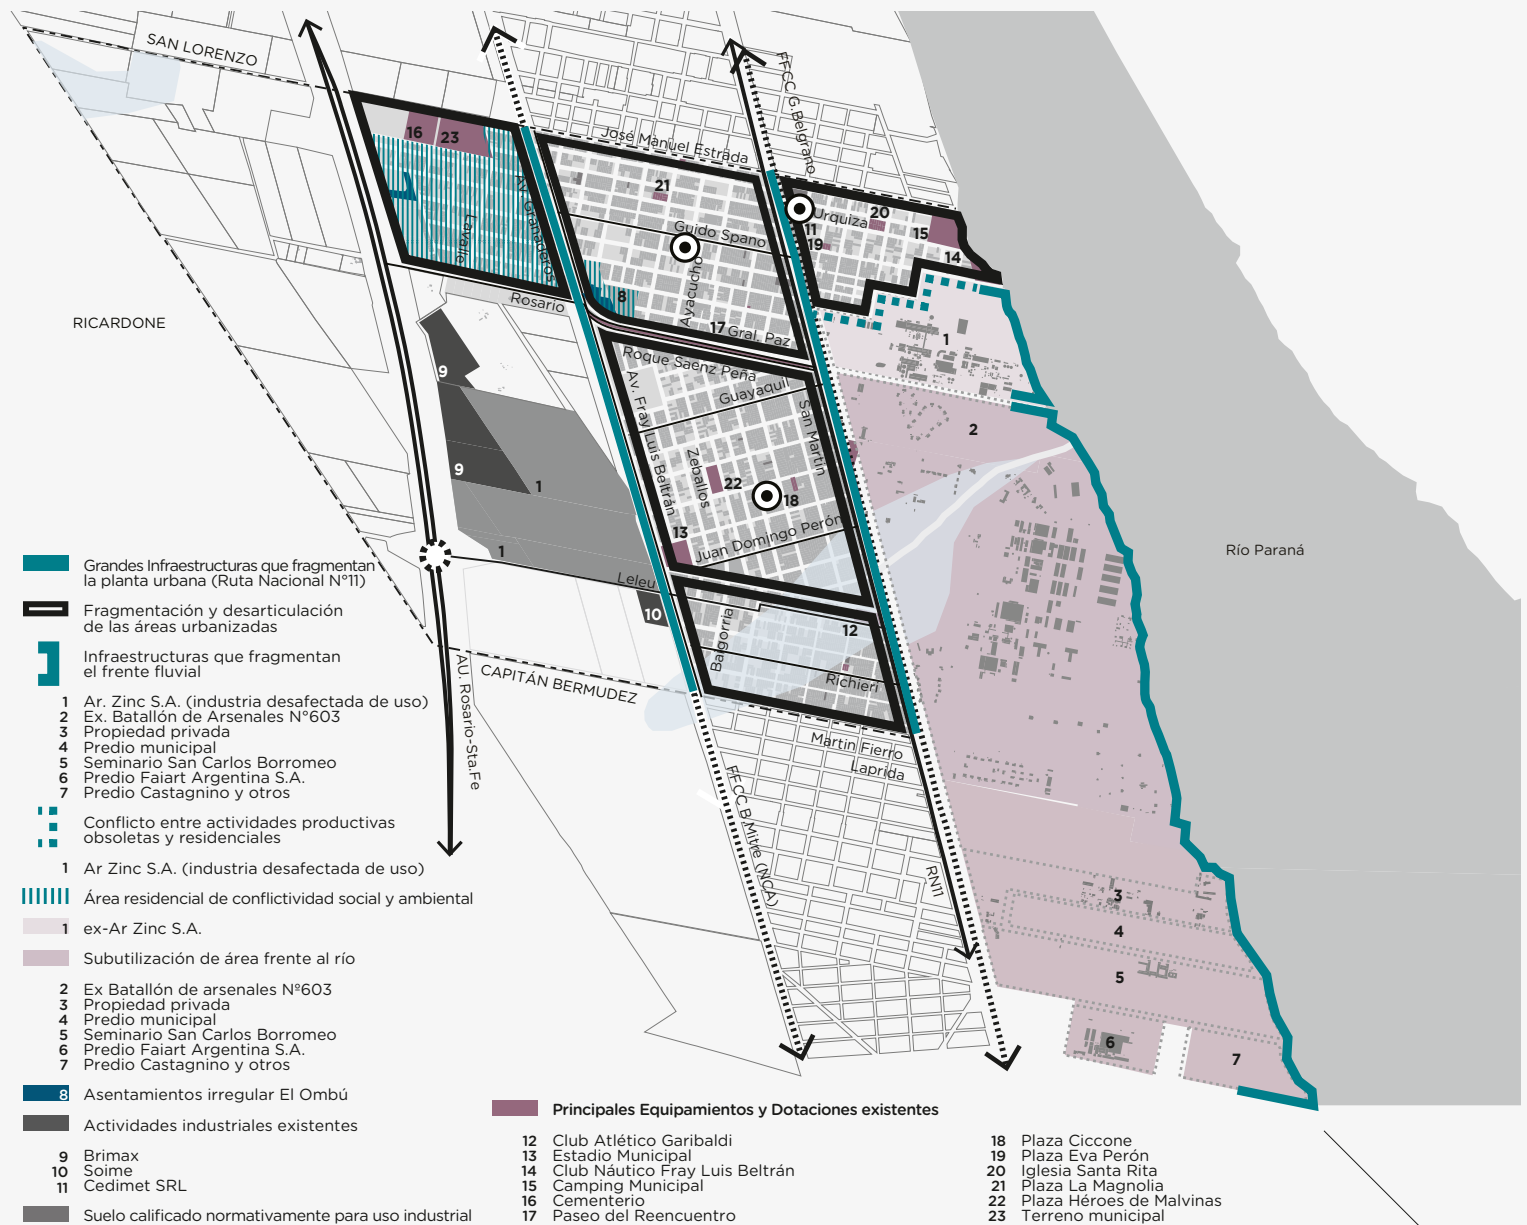 SAN LORENZO
FFCC G.Belgrano
José Manuel Estrada
16
23
21
20
Urquiza
11
15
19
14
Guido Spano
Av. Granaderos
Lavalle
Ayacucho
8
Rosario
17
Gral. Paz
RICARDONE
1
9
Roque Saénz Peña
Guayaquil
Av. Fray Luis Beltrán
San Martín
2
Zeballos
9
1
22
18
13
Juan Domingo Perón
1
Leleu
Río Paraná
10
12
Baigorria
Richieri
CAPITÁN BERMUDEZ
AU. Rosario-Sta.Fe
Martin Fierro
Laprida
FFCC B.Mitre (NCA)
RN11
3
4
5
6
7
Grandes Infraestructuras que fragmentan
la planta urbana (Ruta Nacional N°11)
Fragmentación y desarticulación
de las áreas urbanizadas
Infraestructuras que fragmentan
el frente fluvial
1 Ar. Zinc S.A. (industria desafectada de uso)
2 Ex. Batallón de Arsenales N°603
3 Propiedad privada
4 Predio municipal
5 Seminario San Carlos Borromeo
6 Predio Faiart Argentina S.A.
7 Predio Castagnino y otros
Conflicto entre actividades productivas
obsoletas y residenciales
1 Ar Zinc S.A. (industria desafectada de uso)
Área residencial de conflictividad social y ambiental
1 ex-Ar Zinc S.A.
Subutilización de área frente al río
2 Ex Batallón de arsenales Nº603
3 Propiedad privada
4 Predio municipal
5 Seminario San Carlos Borromeo
6 Predio Faiart Argentina S.A.
7 Predio Castagnino y otros
8 Asentamientos irregular El Ombú
Actividades industriales existentes
9 Brimax
10 Soime
11 Cedimet SRL
Suelo calificado normativamente para uso industrial
Principales Equipamientos y Dotaciones existentes
12 Club Atlético Garibaldi
13 Estadio Municipal
14 Club Náutico Fray Luis Beltrán
15 Camping Municipal
16 Cementerio
17 Paseo del Reencuentro
18 Plaza Ciccone
19 Plaza Eva Perón
20 Iglesia Santa Rita
21 Plaza La Magnolia
22 Plaza Héroes de Malvinas
23 Terreno municipal